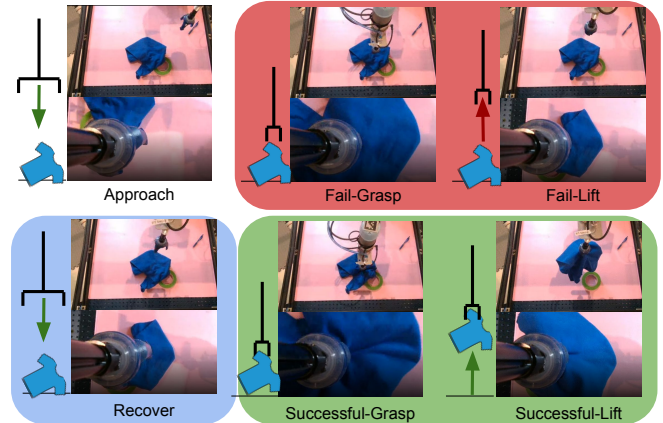 Approach
Fail-Grasp
Fail-Lift
Recover
Successful-Grasp
Successful-Lift